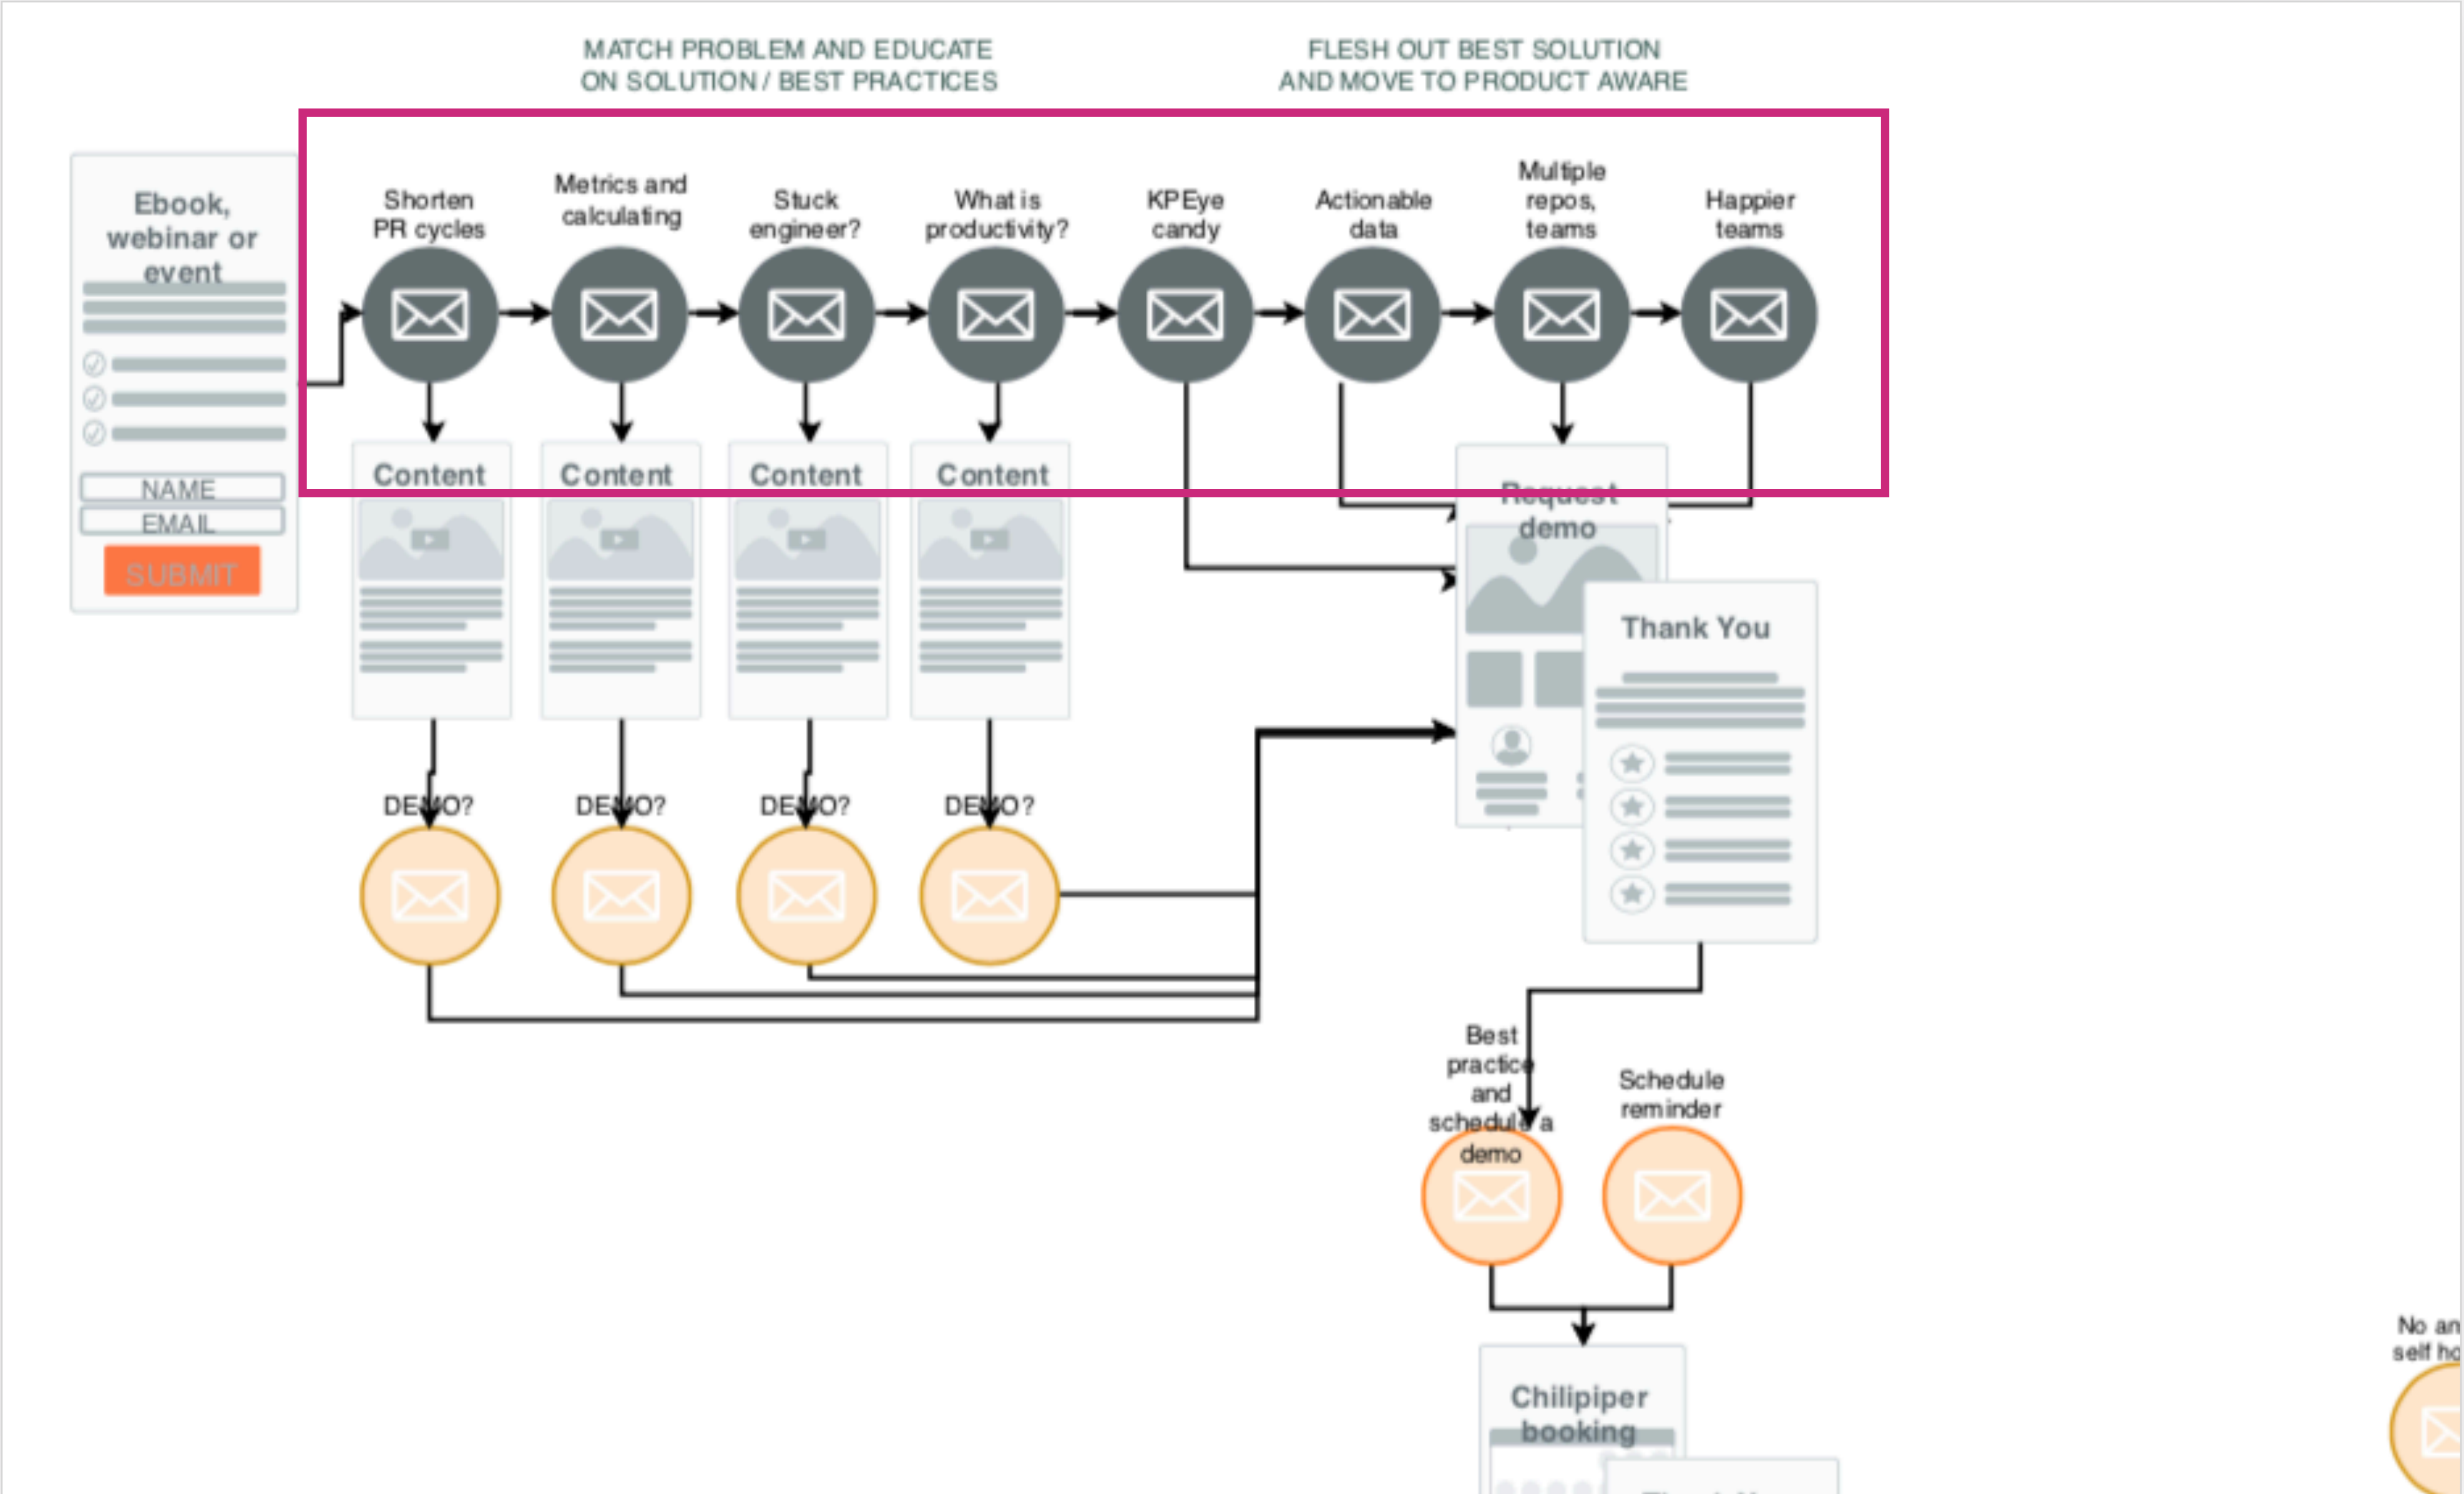 MATCH PROBLEM AND EDUCATE
ON SOLUTION / BEST PRACTICES
FLESH OUT BEST SOLUTION
AND MOVE TO PRODUCT AWARE
Ebook,
webinar or
event
NAME
EMAIL
SUBMIT
Shorten
PR cycles
Metrics and
calculating
Stuck
engineer?
What is
productivity?
KPEye
candy
Actionable
data
Multiple
repos,
teams
Happier
teams
Content
Content
Content
Content
Request
demo
Thank You
DEMO?
DEMO?
DEMO?
DEMO?
Best
practice
and
schedule a
demo
Schedule
reminder
Chilipiper
booking
No
self